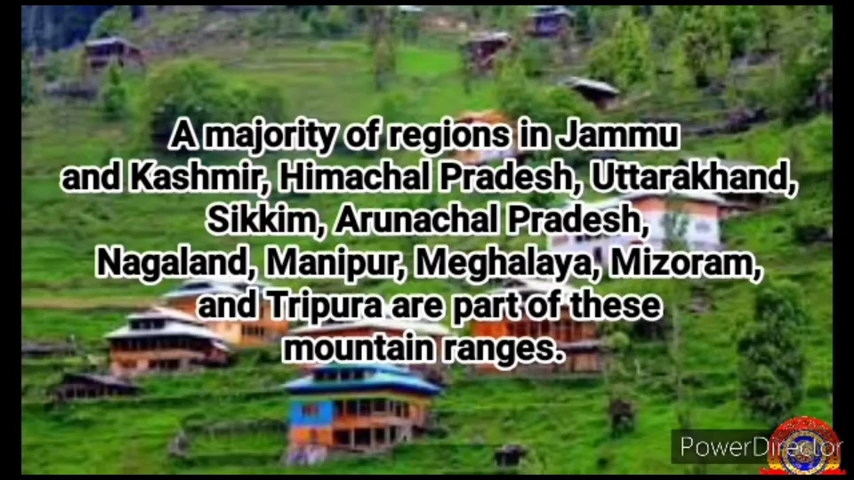 A majority of regions in Jammu
and Kashmir, Himachal Pradesh, Uttarakhand,
Sikkim, Arunachal Pradesh,
Nagaland, Manipur, Meghalaya, Mizoram,
and Tripura are part of these
mountain ranges.
PowerDirector